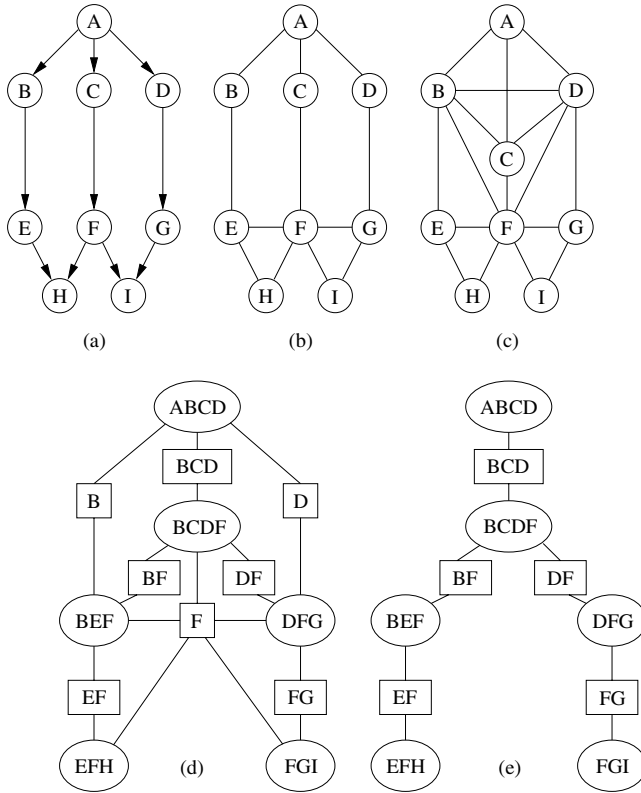 A A A
B C D B C D B D
C
E F G E F G E F G
H I H I H I
(a) (b) (c)
ABCD ABCD
BCD BCD
B D
BCDF BCDF
BF DF BF DF
BEF F DFG BEF DFG
EF FG EF FG
EFH (d) FGI EFH (e) FGI